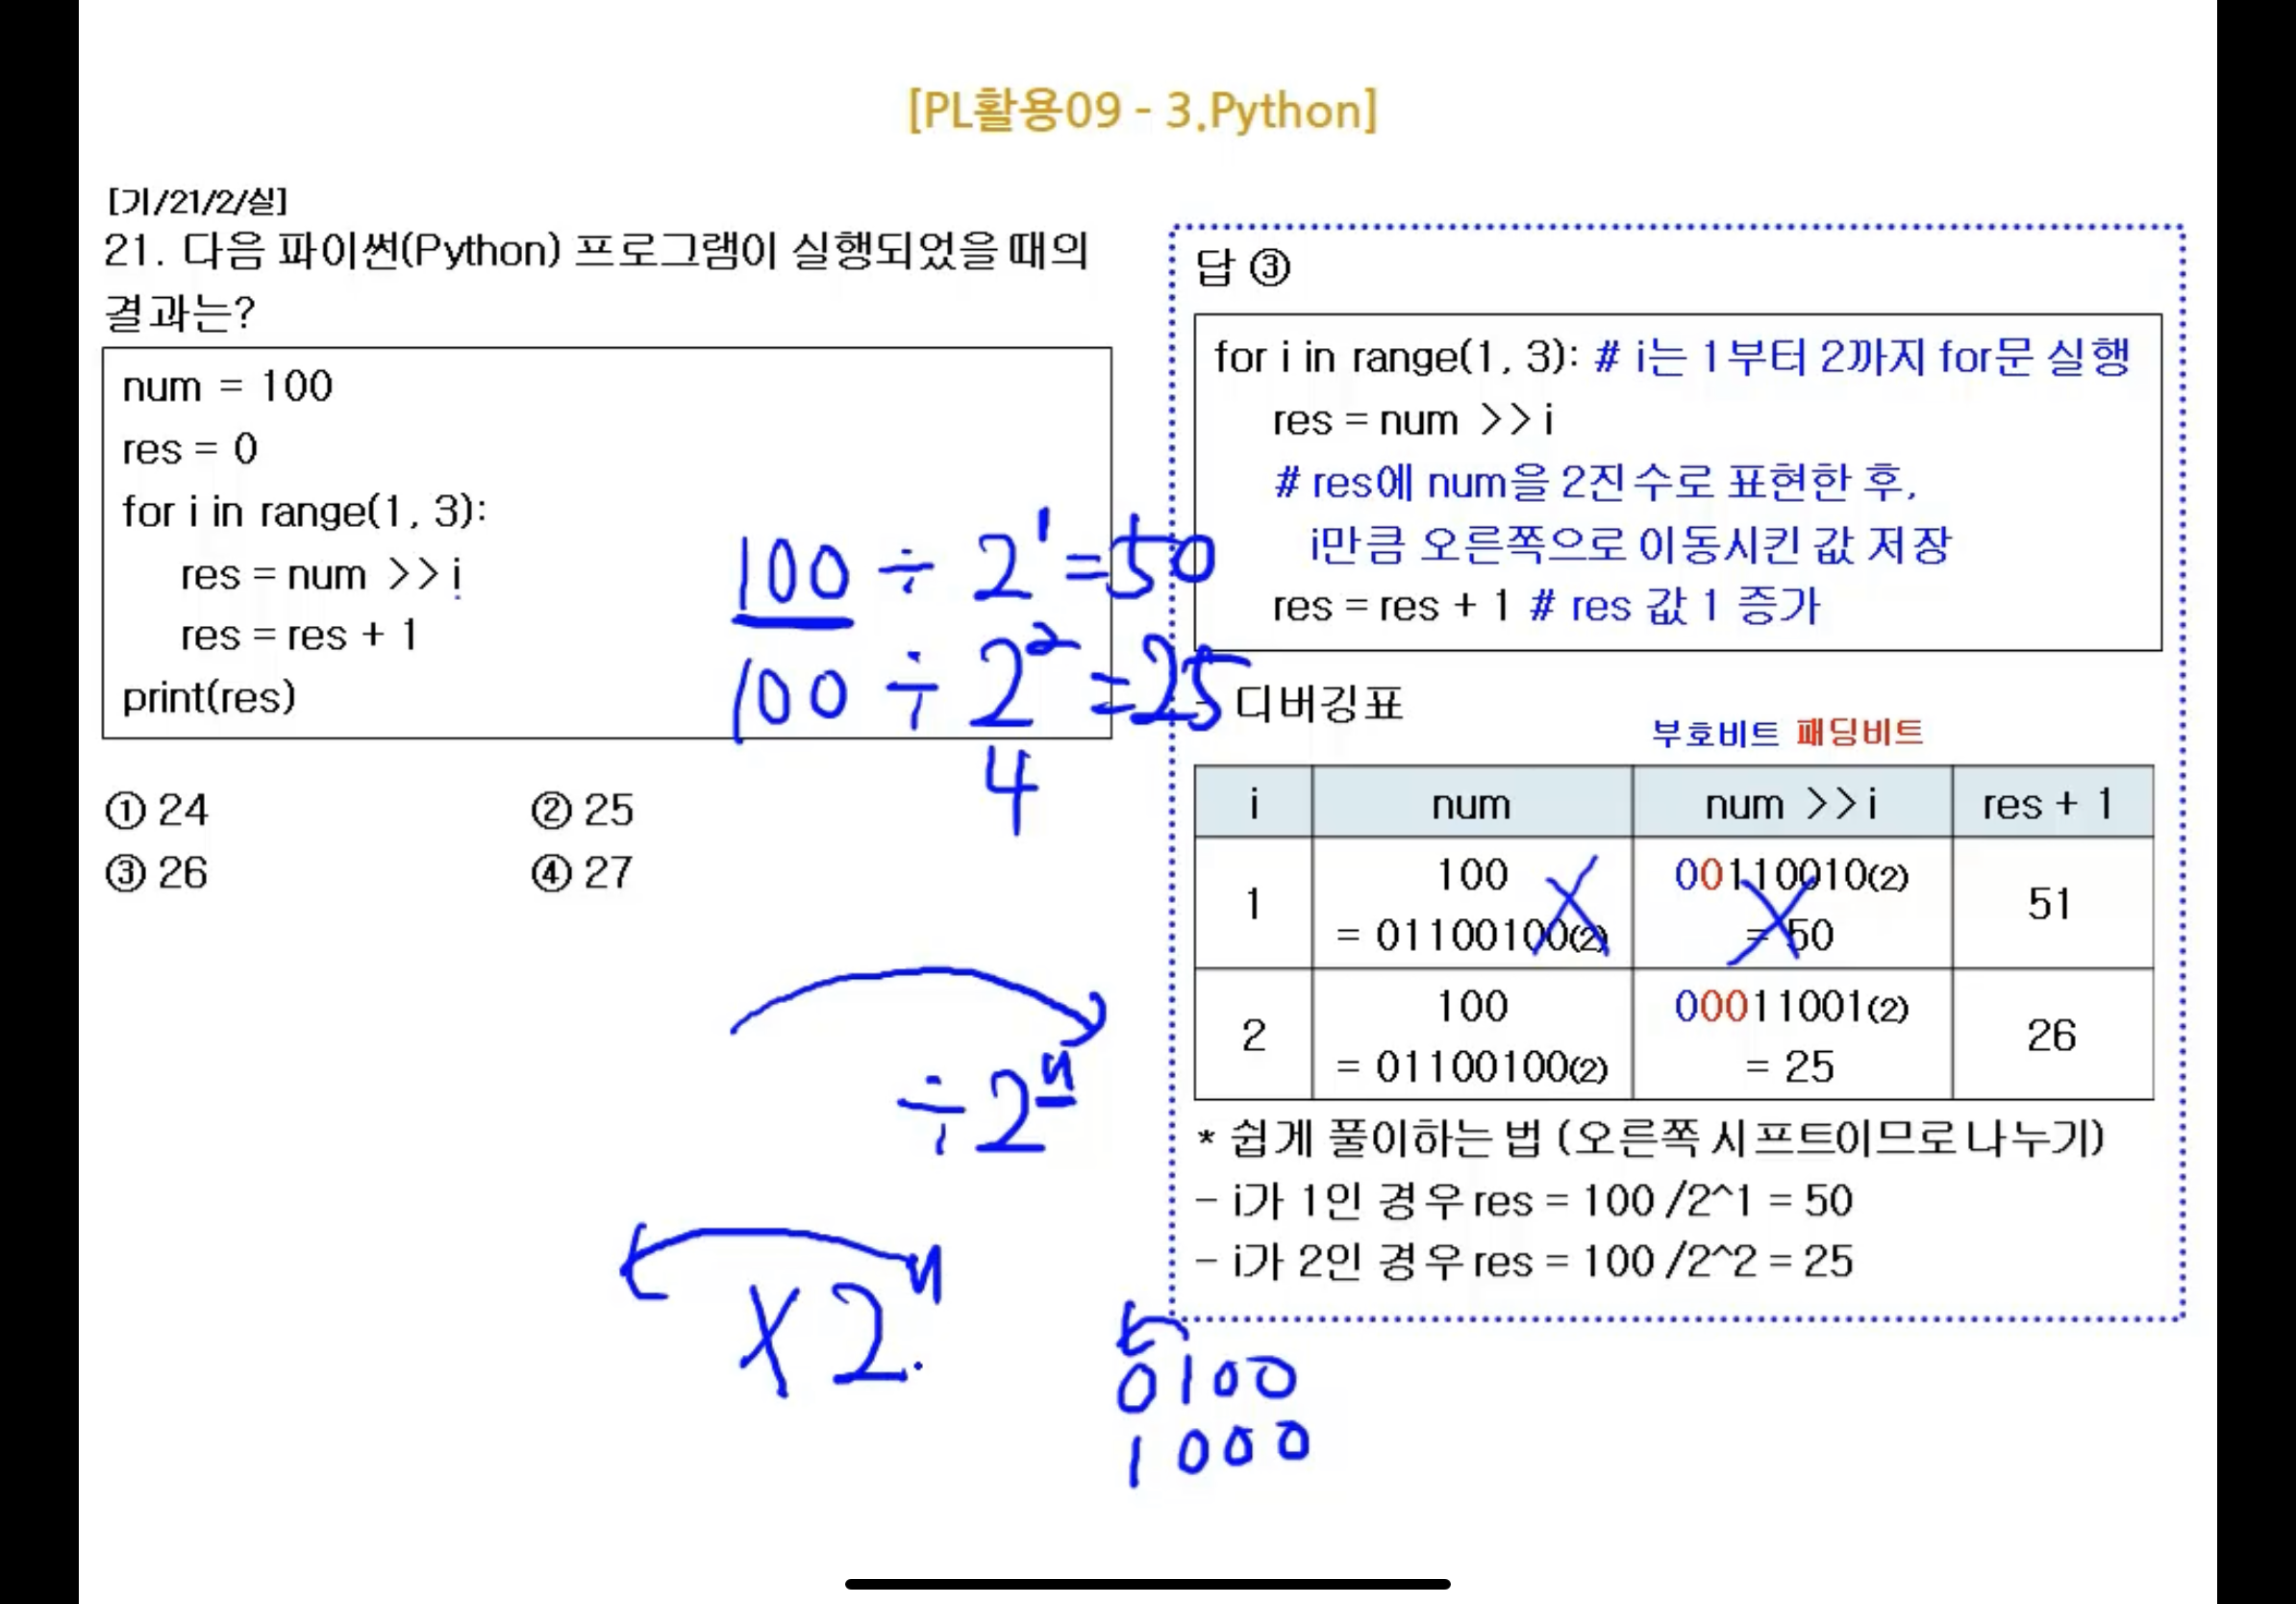 [PL활용09 - 3.Python]
[기/21/2/실]
21. 다음 파이썬(Python) 프로그램이 실행되었을 때의
결과는?
num = 100
res = 0
for i in range(1, 3):
res = num >> i
res = res + 1
print(res)
100 ÷ 2¹ = 50
100 ÷ 2² = 25
4
① 24
② 25
③ 26
④ 27
÷ 2ⁿ
× 2ⁿ
답 ③
for i in range(1, 3): # i는 1부터 2까지 for문 실행
res = num >> i
# res에 num을 2진수로 표현한 후,
i만큼 오른쪽으로 이동시킨 값 저장
res = res + 1 # res 값 1 증가
- 디버깅표
부호비트 패딩비트
i num num >> i res + 1
1 100 00110010(2) 51
= 01100100(2) = 50
2 100 00011001(2) 26
= 01100100(2) = 25
* 쉽게 풀이하는 법 (오른쪽 시프트이므로 나누기)
- i가 1인 경우 res = 100 /2^1 = 50
- i가 2인 경우 res = 100 /2^2 = 25
0100
1000